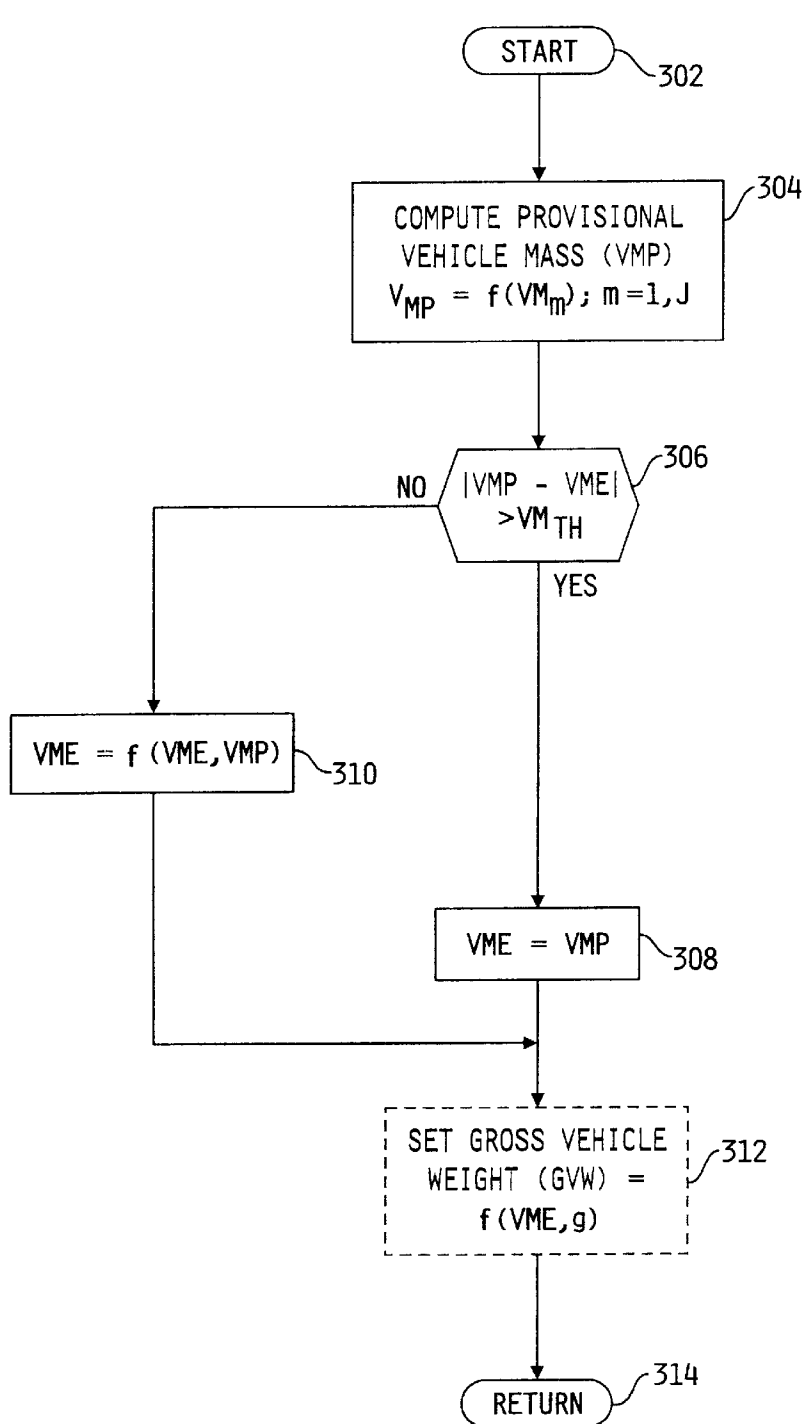 START
302
COMPUTE PROVISIONAL
VEHICLE MASS (VMP)
V_MP = f(VM_m); m=1,J
304
|VMP - VME|
>VM_TH
306
NO
YES
VME = f(VME,VMP)
310
VME = VMP
308
SET GROSS VEHICLE
WEIGHT (GVW) =
f(VME,g)
312
RETURN
314